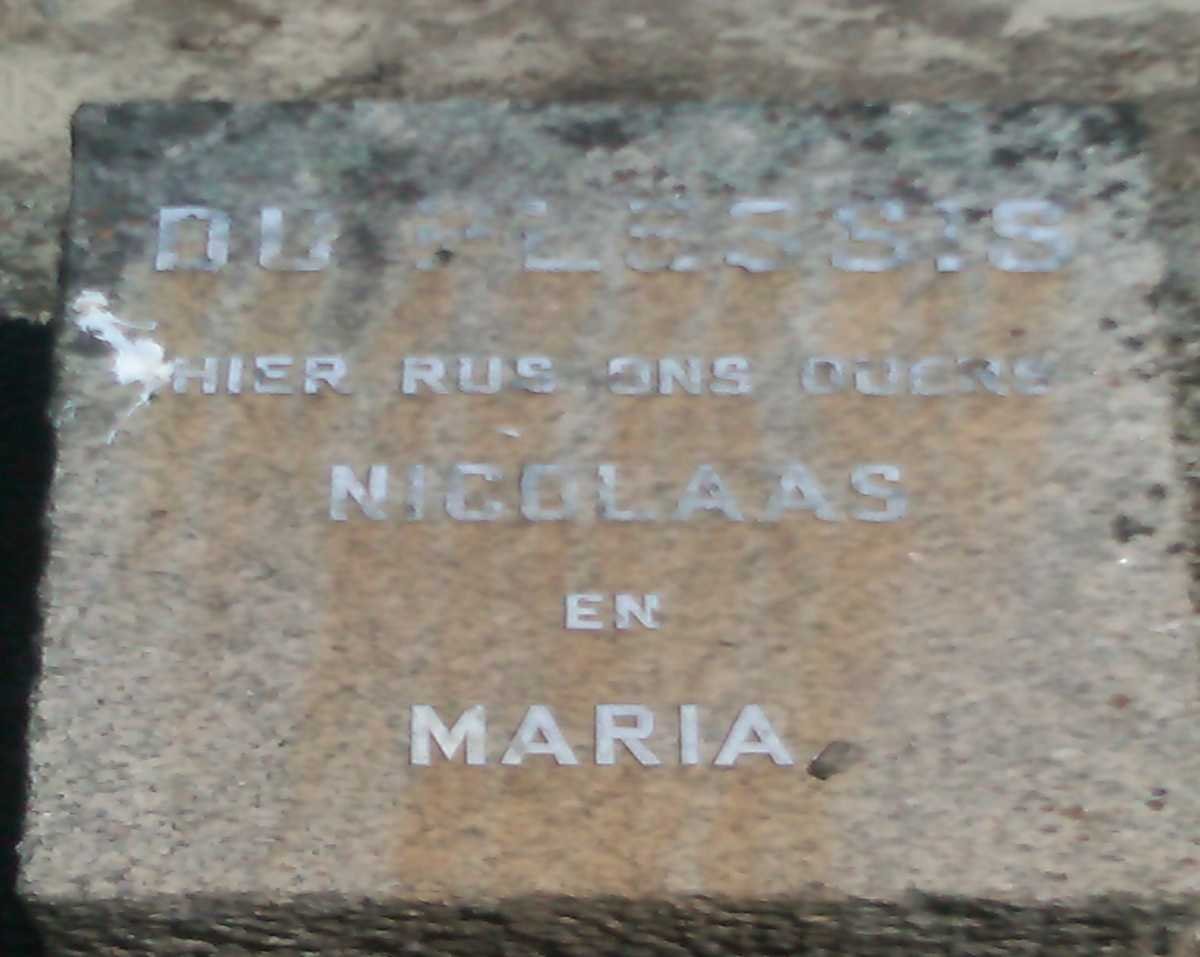 DU PLESSIS
HIER RUS ONS OUERS
NICOLAAS
EN
MARIA